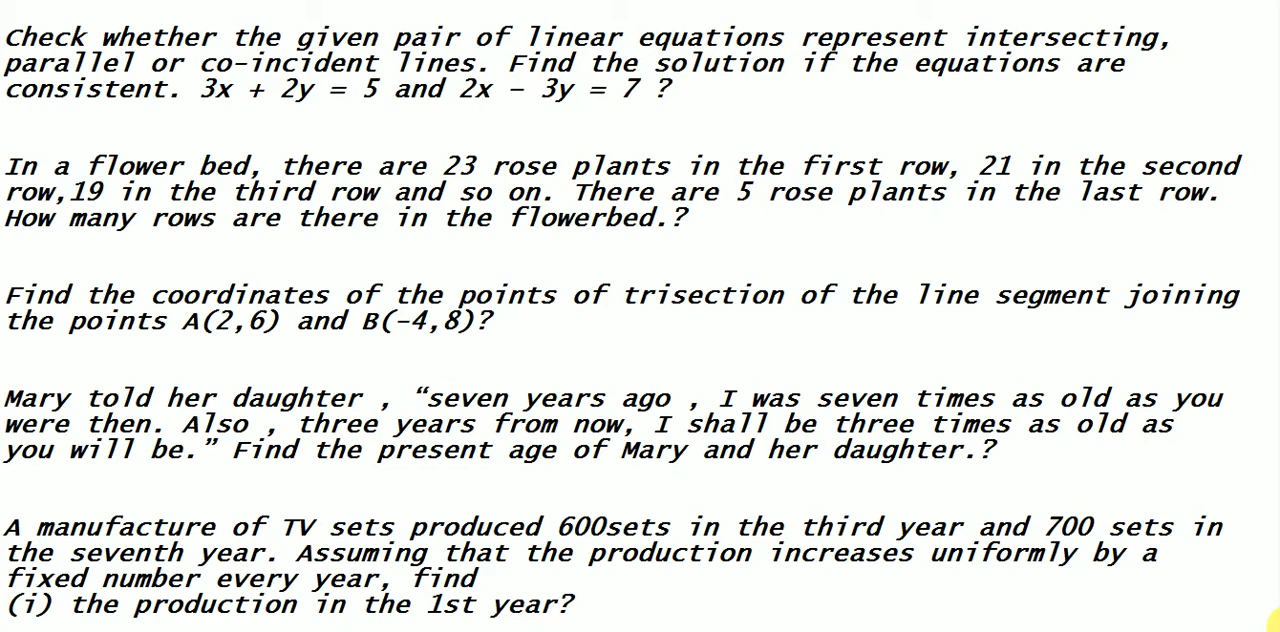 Check whether the given pair of linear equations represent intersecting,
parallel or co-incident lines. Find the solution if the equations are
consistent. 3x + 2y = 5 and 2x – 3y = 7 ?
In a flower bed, there are 23 rose plants in the first row, 21 in the second
row,19 in the third row and so on. There are 5 rose plants in the last row.
How many rows are there in the flowerbed.?
Find the coordinates of the points of trisection of the line segment joining
the points A(2,6) and B(–4,8)?
Mary told her daughter , “seven years ago , I was seven times as old as you
were then. Also , three years from now, I shall be three times as old as
you will be.” Find the present age of Mary and her daughter.?
A manufacture of TV sets produced 600sets in the third year and 700 sets in
the seventh year. Assuming that the production increases uniformly by a
fixed number every year, find
(i) the production in the 1st year?